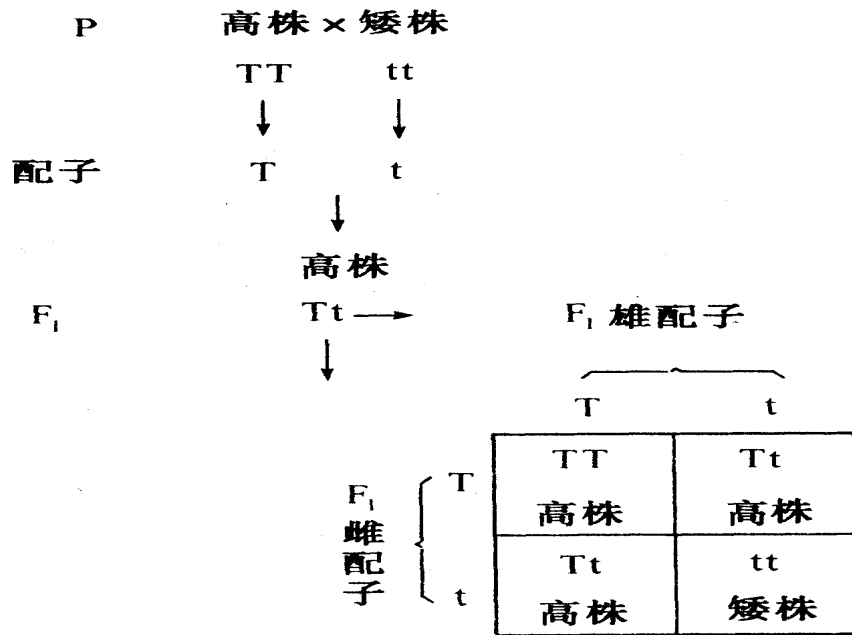 P 高株 × 矮株
TT tt
配子 T t
高株
F₁ Tt F₁ 雄配子
T t
F₁ 雌配子
T TT Tt
高株 高株
t Tt tt
高株 矮株